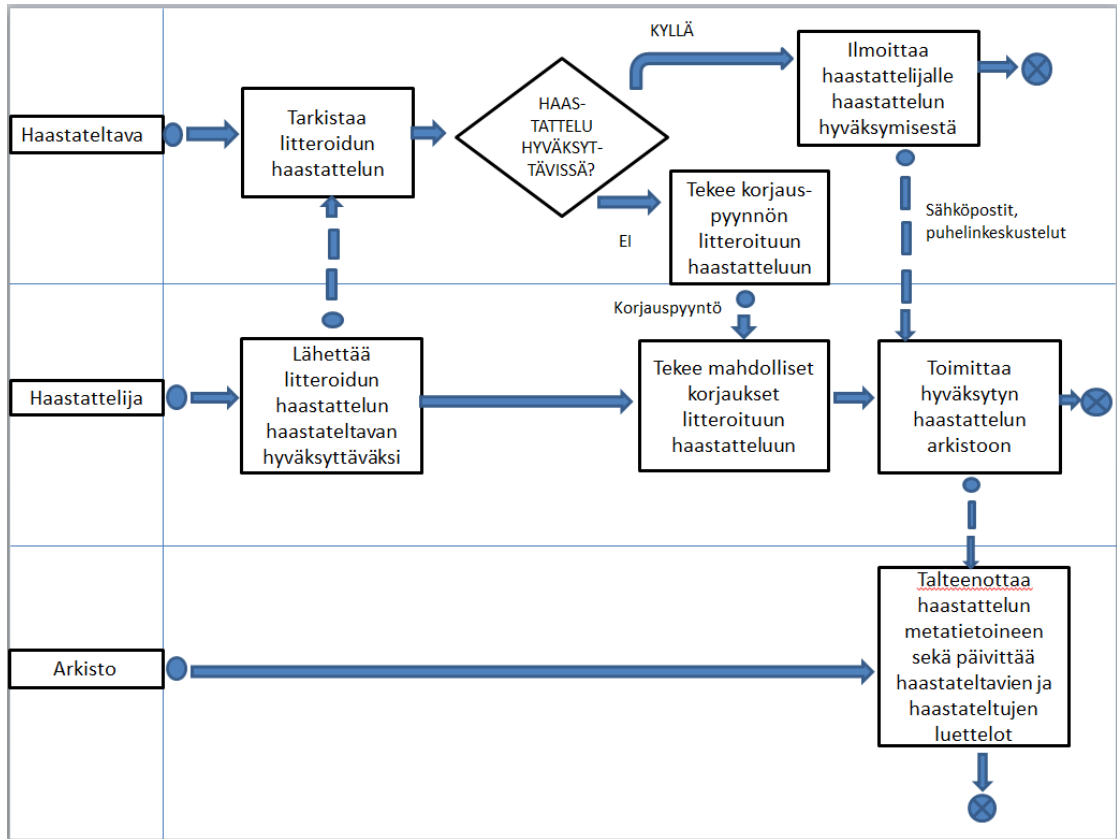 Haastateltava
Tarkistaa
litteroidun
haastattelun
HAAS-
TATTELU
HYVÄKSYT-
TÄVISSÄ?
KYLLÄ
Ilmoittaa
haastattelijalle
haastattelun
hyväksymisestä
EI
Tekee korjaus-
pyynnön
litteroituun
haastatteluun
Sähköpostit,
puhelinkeskustelut
Korjauspyyntö
Haastattelija
Lähettää
litteroidun
haastattelun
haastateltavan
hyväksyttäväksi
Tekee mahdolliset
korjaukset
litteroituun
haastatteluun
Toimittaa
hyväksytyn
haastattelun
arkistoon
Arkisto
Talteenottaa
haastattelun
metatietoineen
sekä päivittää
haastateltavien ja
haastateltujen
luettelot